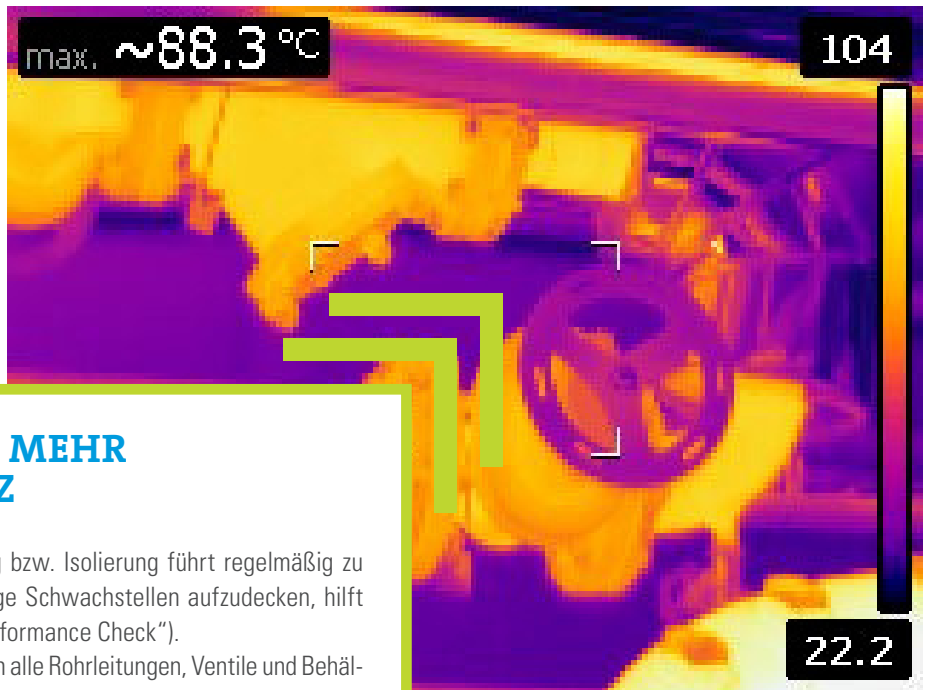 max. ~88.3 °C
104
22.2
MEHR
Z
bzw. Isolierung führt regelmäßig zu
ge Schwachstellen aufzudecken, hilft
formance Check“).
alle Rohrleitungen, Ventile und Behäl-